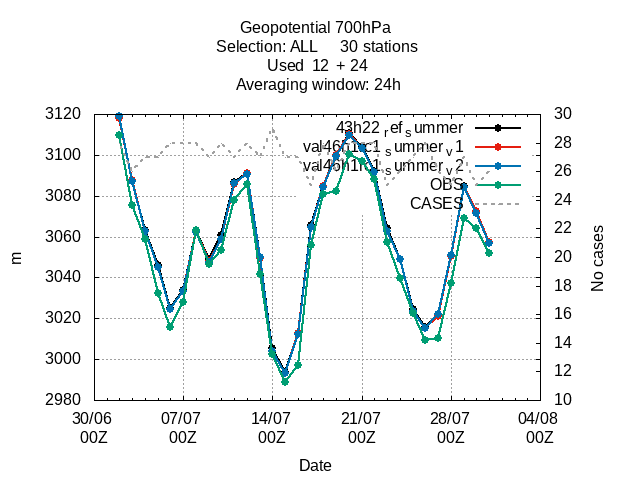 Geopotential 700hPa
Selection: ALL 30 stations
Used 12 + 24
Averaging window: 24h
43h22_ref_summer
val46h1rc1_summer_v1
val46h1rc1_summer_v2
OBS
CASES
3120
3100
3080
3060
3040
3020
3000
2980
m
30
28
26
24
22
20
18
16
14
12
10
No cases
30/06 07/07 14/07 21/07 28/07 04/08
00Z 00Z 00Z 00Z 00Z 00Z
Date